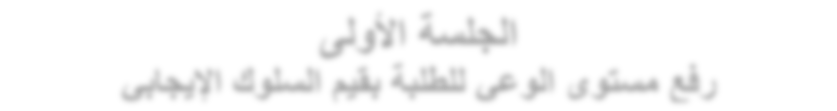 الجلسة الأولى
رفع مستوى الوعي للطلبة بقيم السلوك الإيجابي